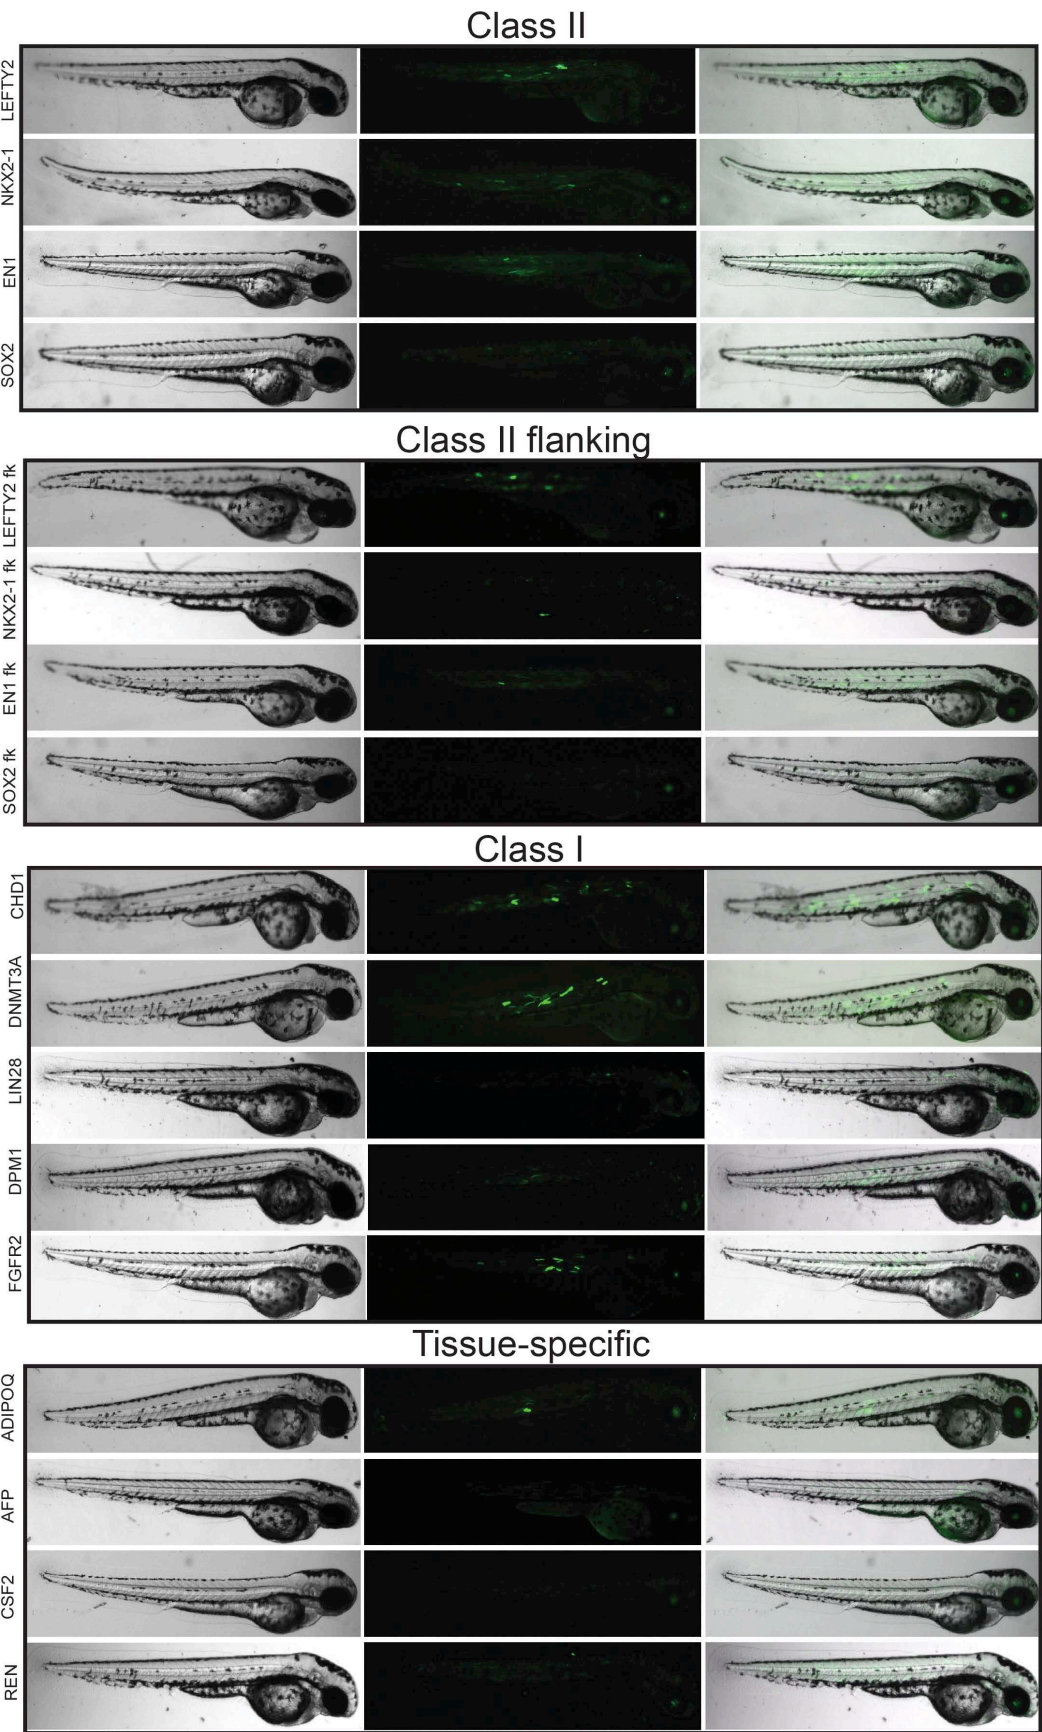 Class II
LEFTY2
NKX2-1
EN1
SOX2
Class II flanking
LEFTY2 fk
NKX2-1 fk
EN1 fk
SOX2 fk
Class I
CHD1
DNMT3A
LIN28
DPM1
FGFR2
Tissue-specific
ADIPOQ
AFP
CSF2
REN